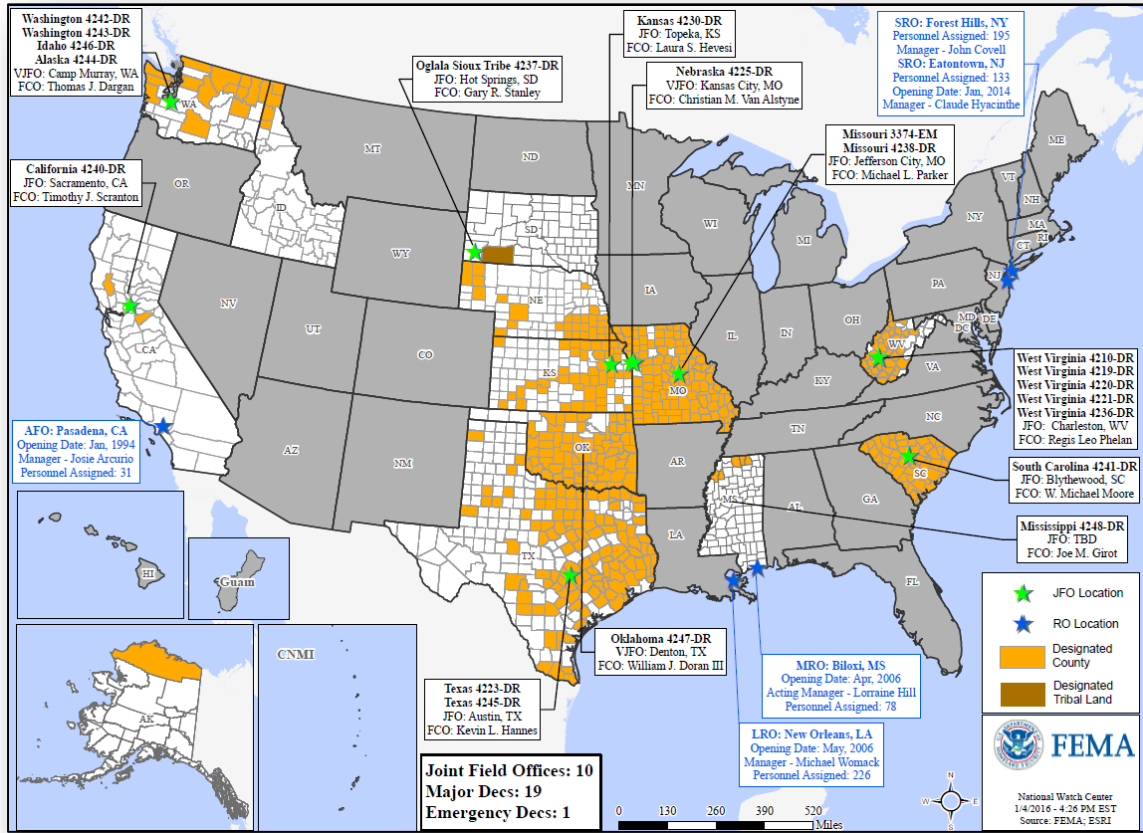 Washington 4242-DR
Washington 4243-DR
Idaho 4246-DR
Alaska 4244-DR
VJFO: Camp Murray, WA
FCO: Thomas J. Dargan
Oglala Sioux Tribe 4237-DR
JFO: Hot Springs, SD
FCO: Gary R. Stanley
Kansas 4230-DR
JFO: Topeka, KS
FCO: Laura S. Hevesi
Nebraska 4225-DR
VJFO: Kansas City, MO
FCO: Christian M. Van Alstyne
SRO: Forest Hills, NY
Personnel Assigned: 195
Manager - John Covell
SRO: Eatontown, NJ
Personnel Assigned: 133
Opening Date: Jan, 2014
Manager - Claude Hyacinthe
Missouri 3374-EM
Missouri 4238-DR
JFO: Jefferson City, MO
FCO: Michael L. Parker
California 4240-DR
JFO: Sacramento, CA
FCO: Timothy J. Scranton
WA
MT
ND
MN
ME
VT
NH
OR
ID
SD
WI
MI
NY
MA
RI
CT
WY
IA
PA
NJ
NE
NV
UT
CO
IL
IN
OH
MD
DE
DC
WV
VA
CA
KS
MO
KY
NC
TN
AZ
NM
OK
AR
SC
MS
AL
GA
TX
LA
FL
West Virginia 4210-DR
West Virginia 4219-DR
West Virginia 4220-DR
West Virginia 4221-DR
West Virginia 4236-DR
JFO: Charleston, WV
FCO: Regis Leo Phelan
AFO: Pasadena, CA
Opening Date: Jan, 1994
Manager - Josie Arcurio
Personnel Assigned: 31
South Carolina 4241-DR
JFO: Blythewood, SC
FCO: W. Michael Moore
Mississippi 4248-DR
JFO: TBD
FCO: Joe M. Girot
HI
Guam
AK
CNMI
Oklahoma 4247-DR
VJFO: Denton, TX
FCO: William J. Doran III
Texas 4223-DR
Texas 4245-DR
JFO: Austin, TX
FCO: Kevin L. Hannes
MRO: Biloxi, MS
Opening Date: Apr, 2006
Acting Manager - Lorraine Hill
Personnel Assigned: 78
LRO: New Orleans, LA
Opening Date: May, 2006
Manager - Michael Womack
Personnel Assigned: 226
JFO Location
RO Location
Designated
County
Designated
Tribal Land
FEMA
Joint Field Offices: 10
Major Decs: 19
Emergency Decs: 1
0 130 260 390 520
Miles
N
W
E
S
National Watch Center
1/4/2016 - 4:26 PM EST
Source: FEMA; ESRI